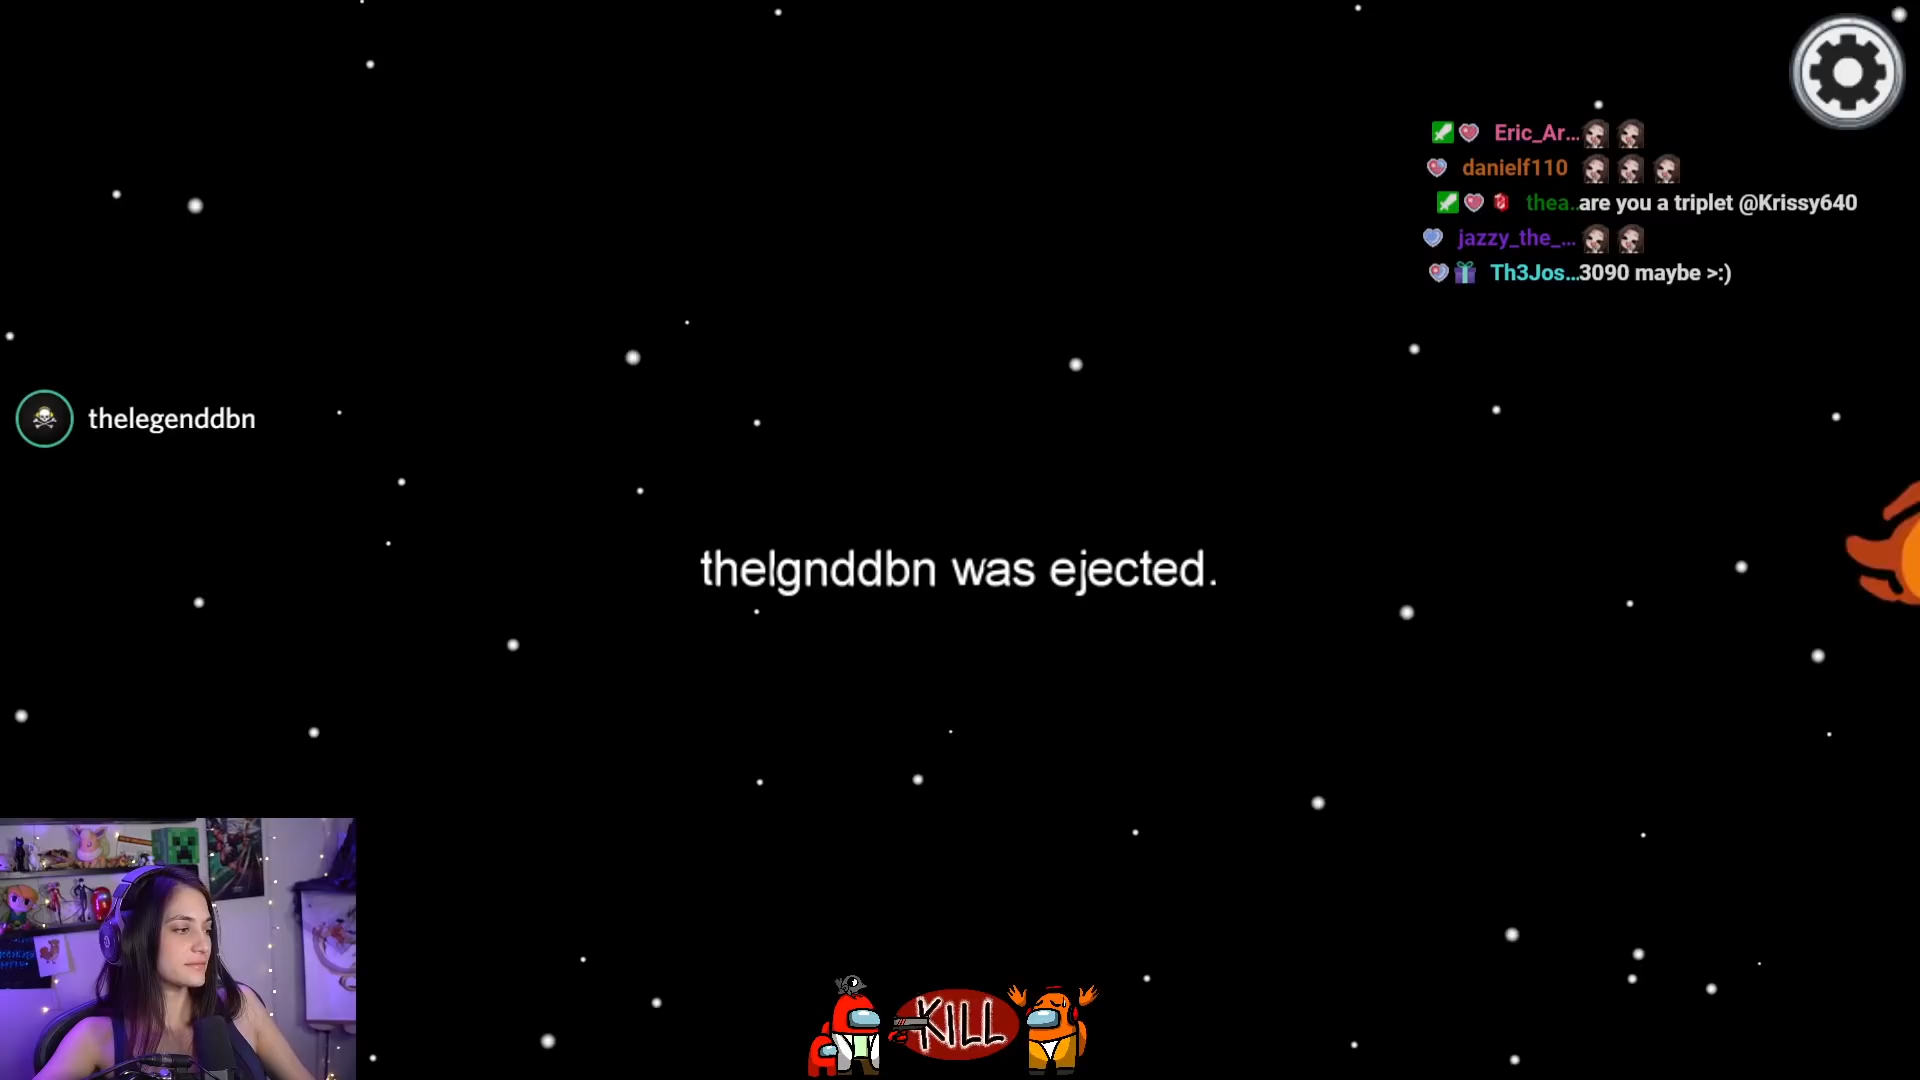 Eric_Ar...
danielf110
thea..are you a triplet @Krissy640
jazzy_the_...
Th3Jos...3090 maybe >:)
thelegenddbn
thelgnddbn was ejected.
KILL